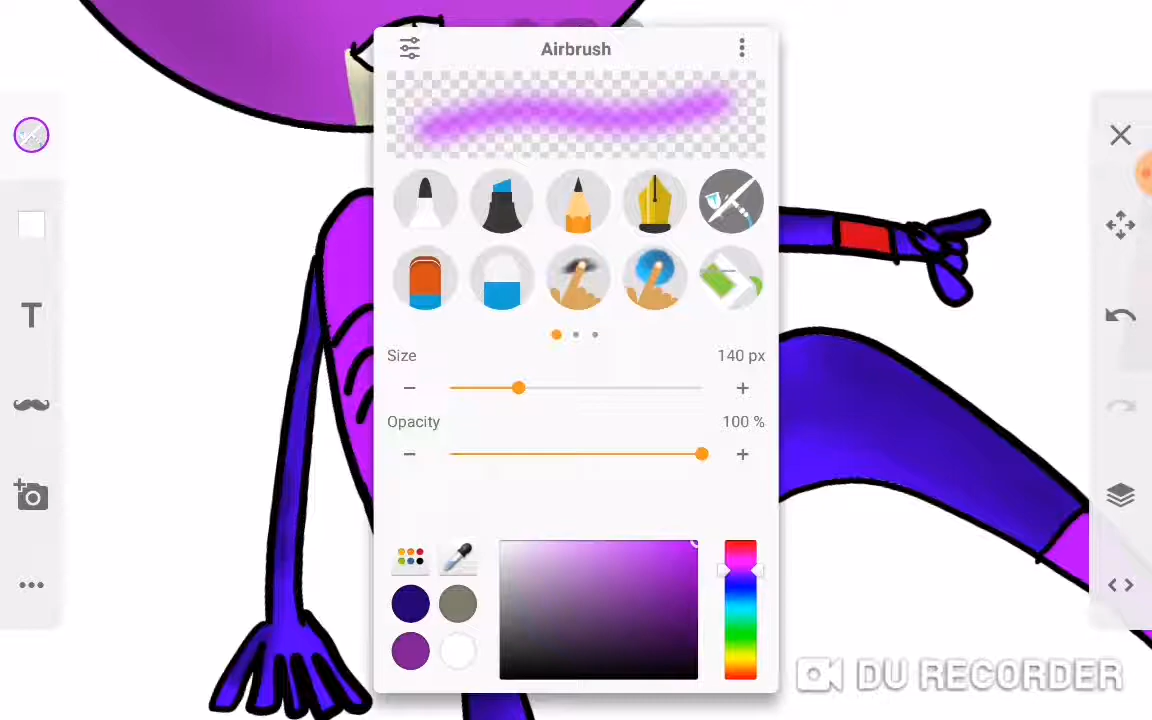 Airbrush
T
Size 140 px
Opacity 100 %
DU RECORDER